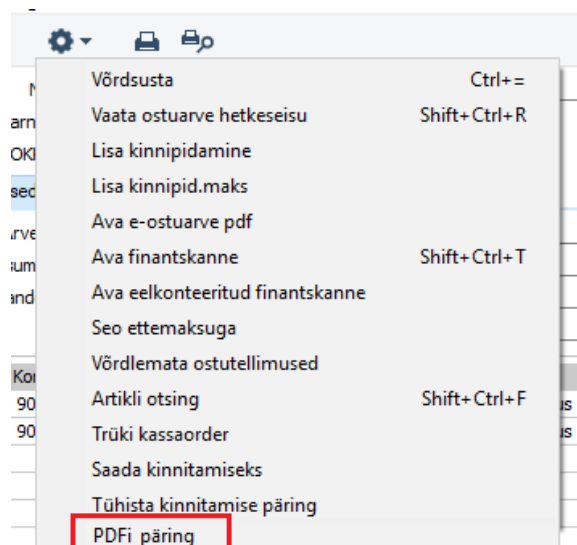 Võrdsusta Ctrl+=
Vaata ostuarve hetkeseisu Shift+Ctrl+R
Lisa kinnipidamine
Lisa kinnipid.maks
Ava e-ostuarve pdf
Ava finantskanne Shift+Ctrl+T
Ava eelkonteeritud finantskanne
Seo ettemaksuga
Võrdlemata ostutellimused
Artikli otsing Shift+Ctrl+F
90
Trüki kassaorder
90
Saada kinnitamiseks
Tühista kinnitamise päring
PDFi päring